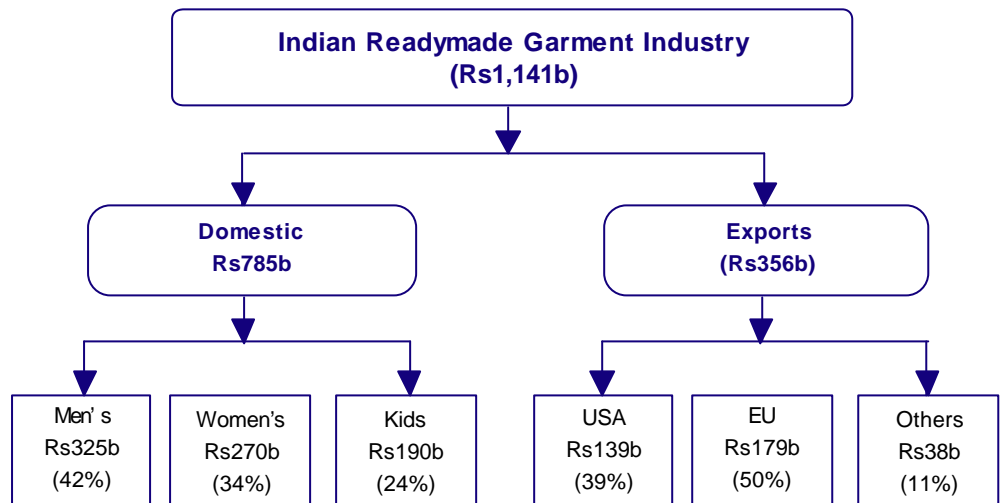 Indian Readymade Garment Industry
(Rs1,141b)
Domestic
Rs785b
Exports
(Rs356b)
Men' s
Rs325b
(42%)
Women's
Rs270b
(34%)
Kids
Rs190b
(24%)
USA
Rs139b
(39%)
EU
Rs179b
(50%)
Others
Rs38b
(11%)